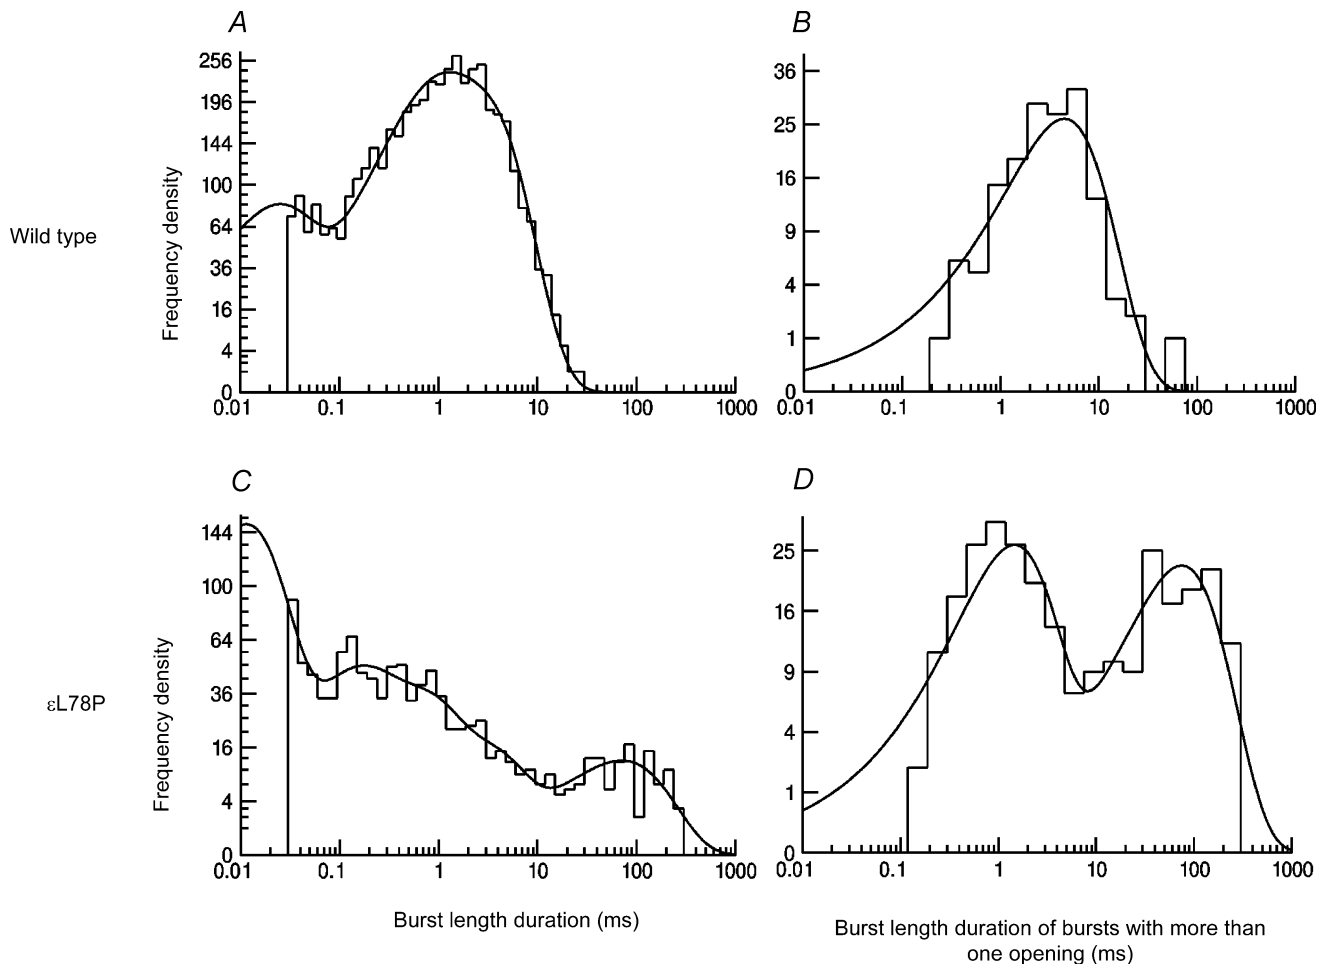 A
B
256
196
144
100
64
36
16
4
0
0.01 0.1 1 10 100 1000
Frequency density
36
25
16
9
4
1
0
0.01 0.1 1 10 100 1000
Wild type
C
D
144
100
64
36
16
4
0
0.01 0.1 1 10 100 1000
Frequency density
25
16
9
4
1
0
0.01 0.1 1 10 100 1000
εL78P
Burst length duration (ms)
Burst length duration of bursts with more than
one opening (ms)